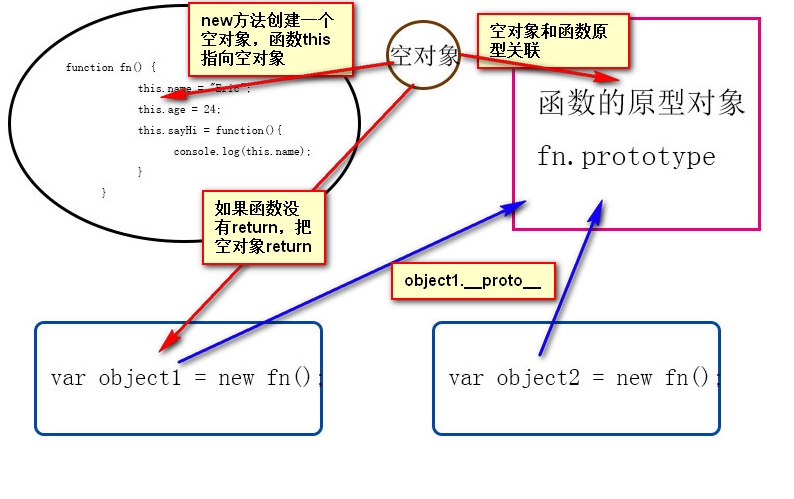 new方法创建一个
空对象，函数this
指向空对象
function fn() {
this.name = "Eric";
this.age = 24;
this.sayHi = function(){
console.log(this.name);
}
}
空对象
空对象和函数原
型关联
函数的原型对象
fn.prototype
如果函数没
有return，把
空对象return
object1.__proto__
var object1 = new fn();
var object2 = new fn();